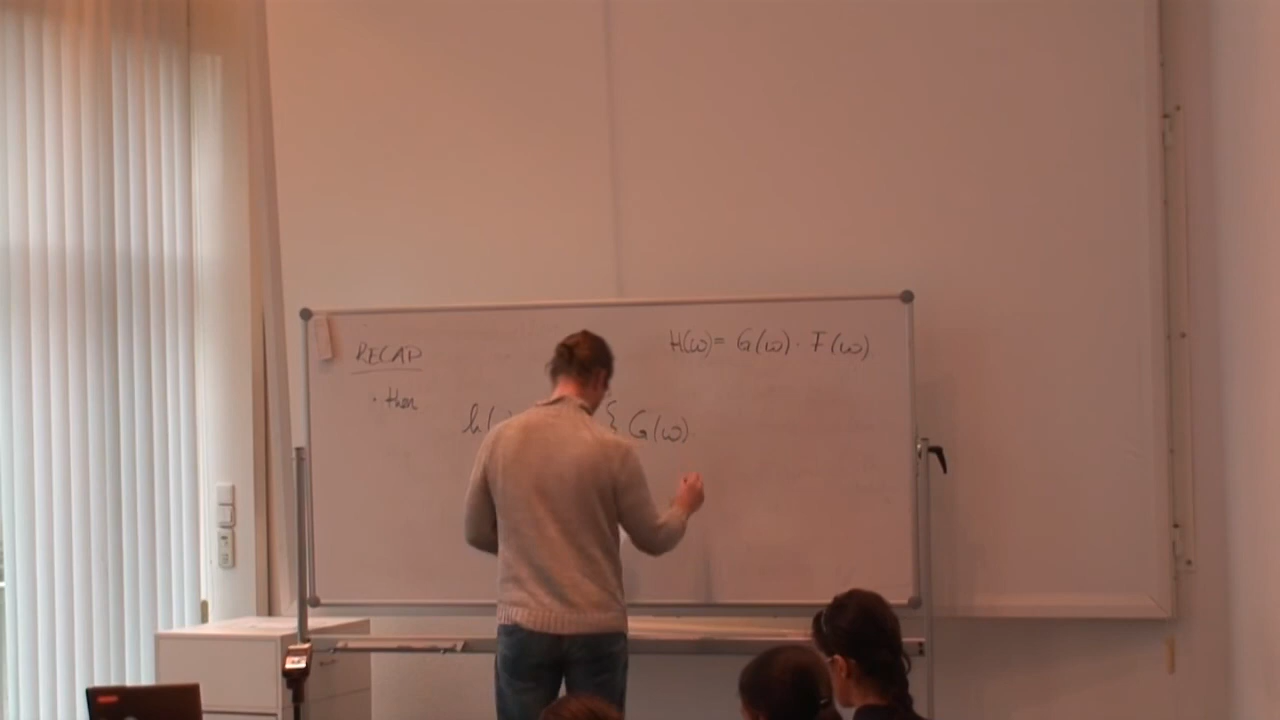 RECAP
H(ω) = G(ω) · F(ω)
· then
h( { G(ω)